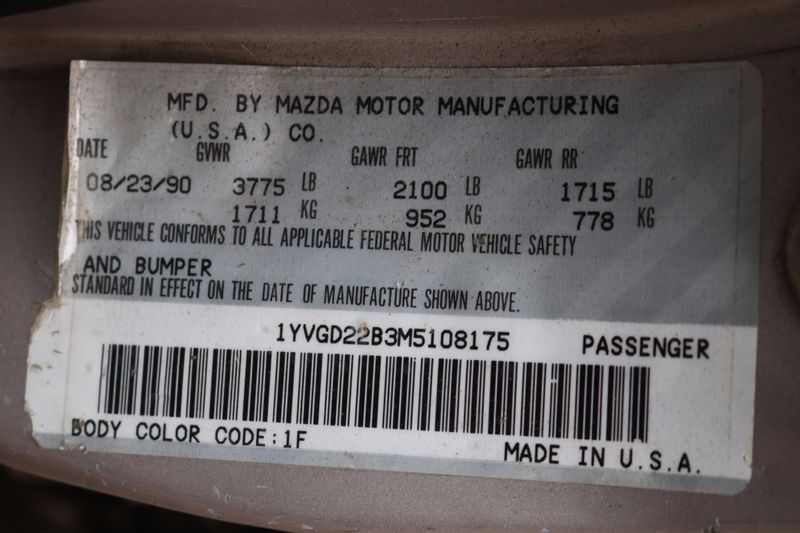 MFD. BY MAZDA MOTOR MANUFACTURING
(U.S.A.) CO.
DATE GVWR GAWR FRT GAWR RR
08/23/90 3775 LB 2100 LB 1715 LB
1711 KG 952 KG 778 KG
THIS VEHICLE CONFORMS TO ALL APPLICABLE FEDERAL MOTOR VEHICLE SAFETY
AND BUMPER
STANDARD IN EFFECT ON THE DATE OF MANUFACTURE SHOWN ABOVE.
1YVGD22B3M5108175 PASSENGER
BODY COLOR CODE:1F
MADE IN U.S.A.